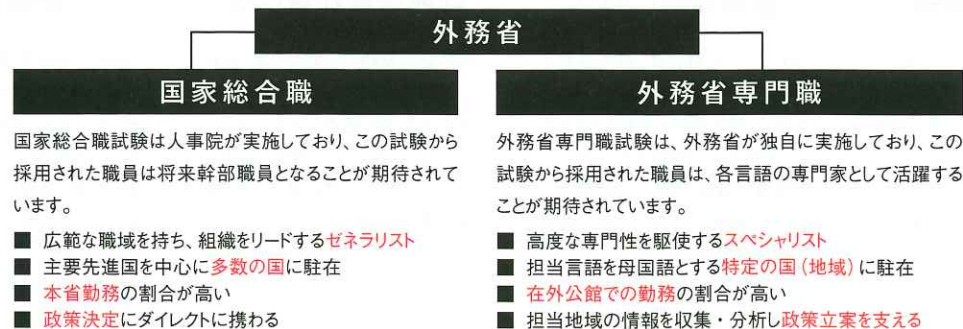 外務省
国家総合職
国家総合職試験は人事院が実施しており、この試験から
採用された職員は将来幹部職員となることが期待されて
います。
■ 広範な職域を持ち、組織をリードするゼネラリスト
■ 主要先進国を中心に多数の国に駐在
■ 本省勤務の割合が高い
■ 政策決定にダイレクトに携わる
外務省専門職
外務省専門職試験は、外務省が独自に実施しており、この
試験から採用された職員は、各言語の専門家として活躍する
ことが期待されています。
■ 高度な専門性を駆使するスペシャリスト
■ 担当言語を母国語とする特定の国（地域）に駐在
■ 在外公館での勤務の割合が高い
■ 担当地域の情報を収集・分析し政策立案を支える